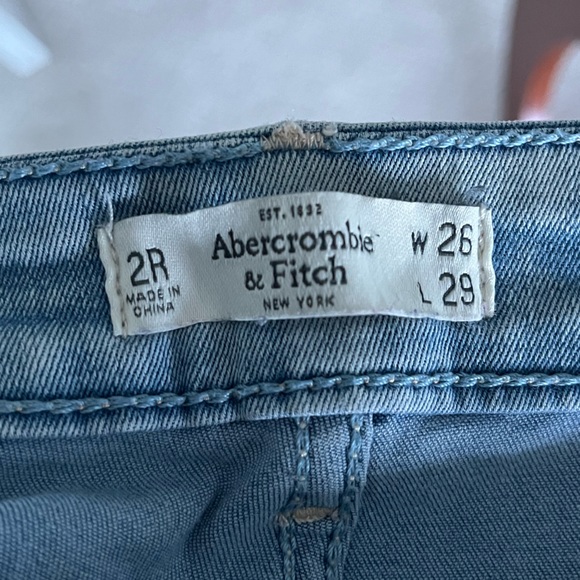 2R
MADE IN
CHINA
EST. 1892
Abercrombie
& Fitch
NEW YORK
W 26
L 29